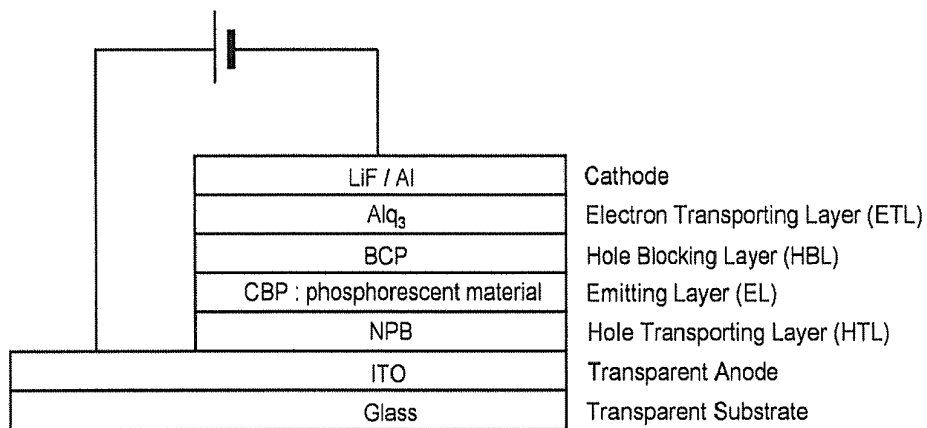 LiF / Al Cathode
Alq₃ Electron Transporting Layer (ETL)
BCP Hole Blocking Layer (HBL)
CBP : phosphorescent material Emitting Layer (EL)
NPB Hole Transporting Layer (HTL)
ITO Transparent Anode
Glass Transparent Substrate